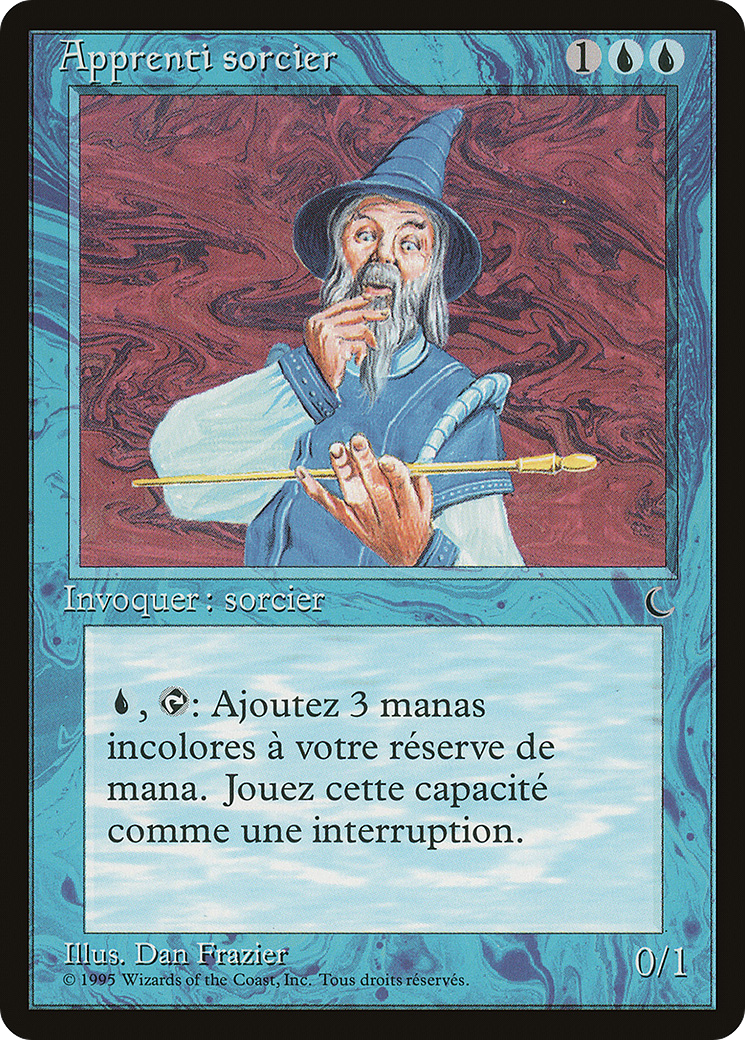 Apprenti sorcier 1
Invoquer : sorcier
, : Ajoutez 3 manas
incolores à votre réserve de
mana. Jouez cette capacité
comme une interruption.
Illus. Dan Frazier
0/1
© 1995 Wizards of the Coast, Inc. Tous droits réservés.